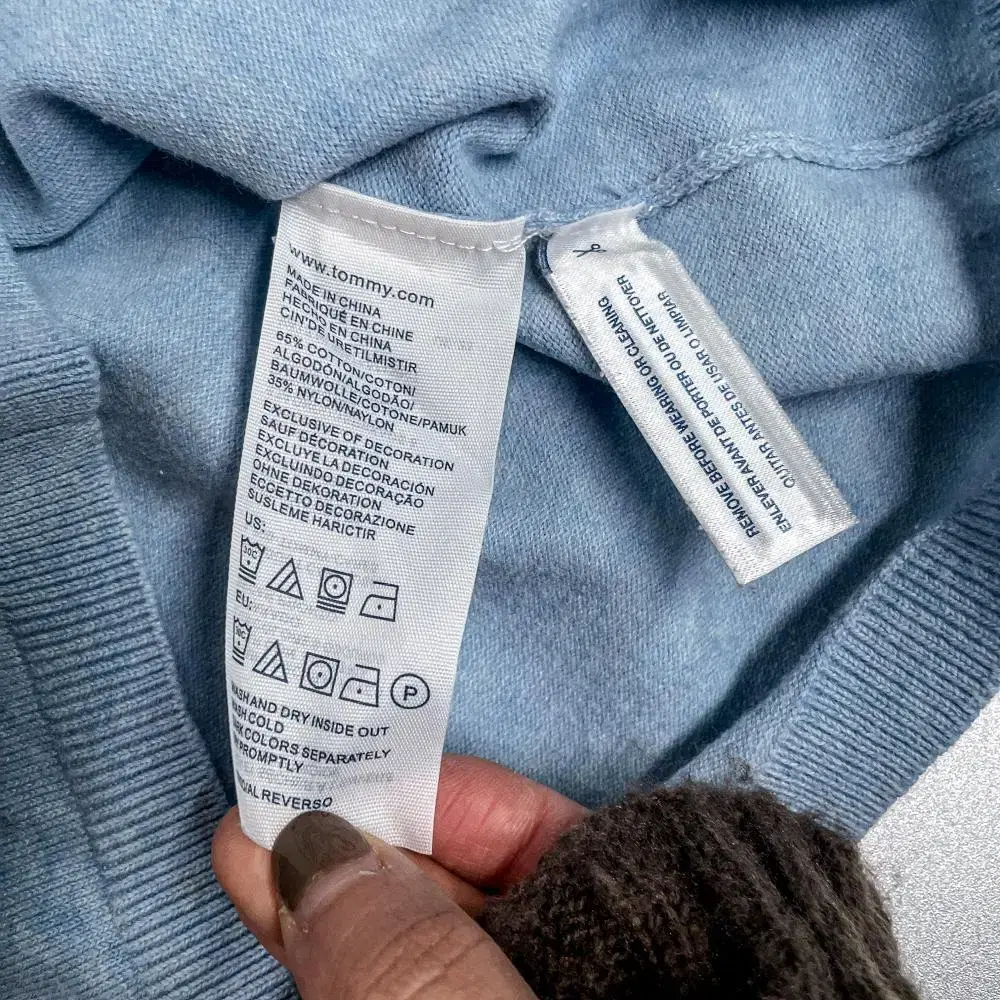 www.tommy.com
MADE IN CHINA
FABRIQUÉ EN CHINE
HECHO EN CHINA
CIN'DE ÜRETILMISTIR
65% COTTON/COTON/
ALGODÓN/ALGODÃO/
BAUMWOLLE/COTONE/PAMUK
35% NYLON/NAYLON
EXCLUSIVE OF DECORATION
SAUF DÉCORATION
EXCLUYE LA DECORACIÓN
EXCLUINDO DECORAÇÃO
OHNE DEKORATION
ECCETTO DECORAZIONE
SUSLEME HARICTIR
US:
30C
EU:
P
AND DRY INSIDE OUT
COLD
COLORS SEPARATELY
PROMPTLY
REVERSO
REMOVE BEFORE WEARING OR CLEANING
ENLEVER AVANT DE PORTER OU DE NETTOYER
QUITAR ANTES DE USAR O LIMPIAR